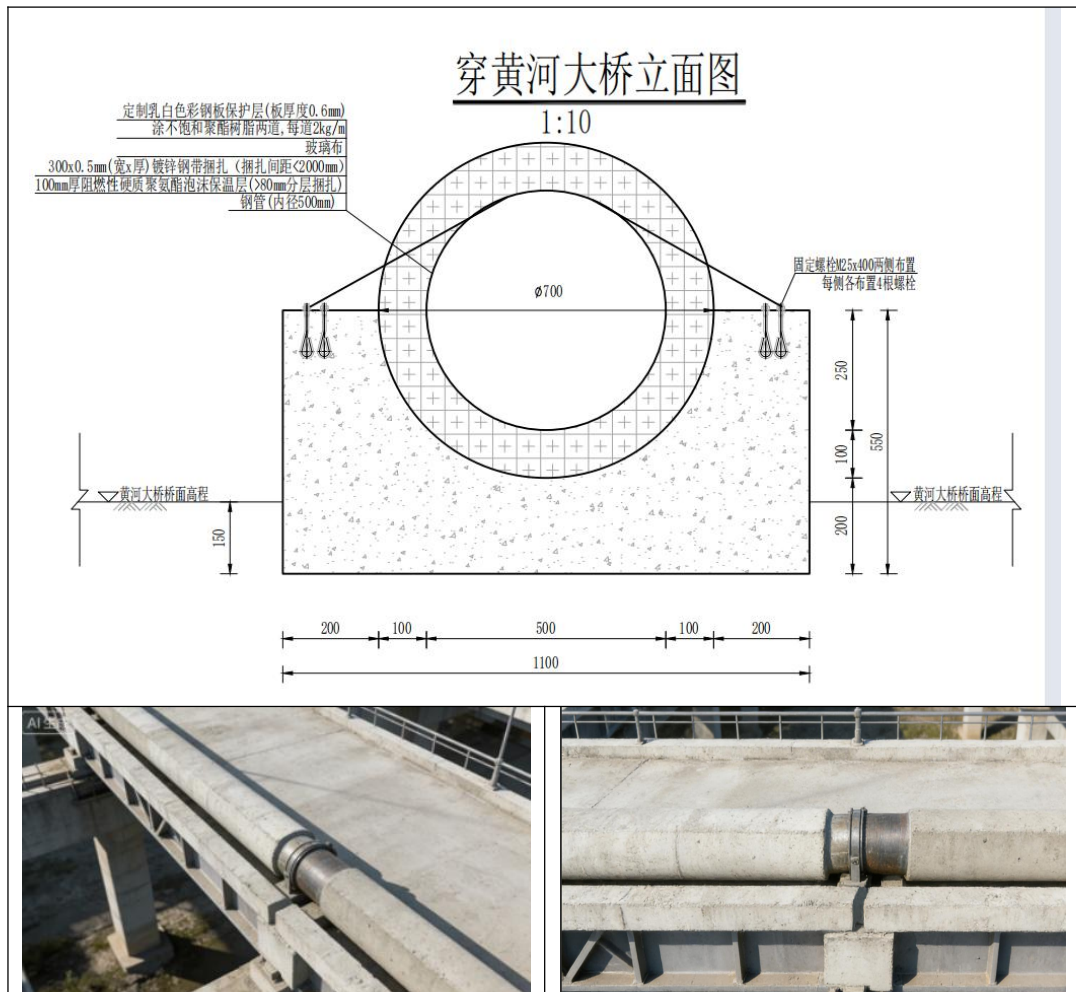 穿黄河大桥立面图
1:10
定制乳白色彩钢板保护层(板厚度0.6mm)
涂不饱和聚酯树脂两道,每道2kg/m
玻璃布
300x0.5mm(宽x厚)镀锌钢带捆扎（捆扎间距<2000mm）
100mm厚阻燃性硬质聚氨酯泡沫保温层(>80mm分层捆扎)
钢管(内径500mm)
固定螺栓M25x400两侧布置
每侧各布置4根螺栓
ø700
250
100
550
200
黄河大桥桥面高程
黄河大桥桥面高程
150
200
100
500
100
200
1100